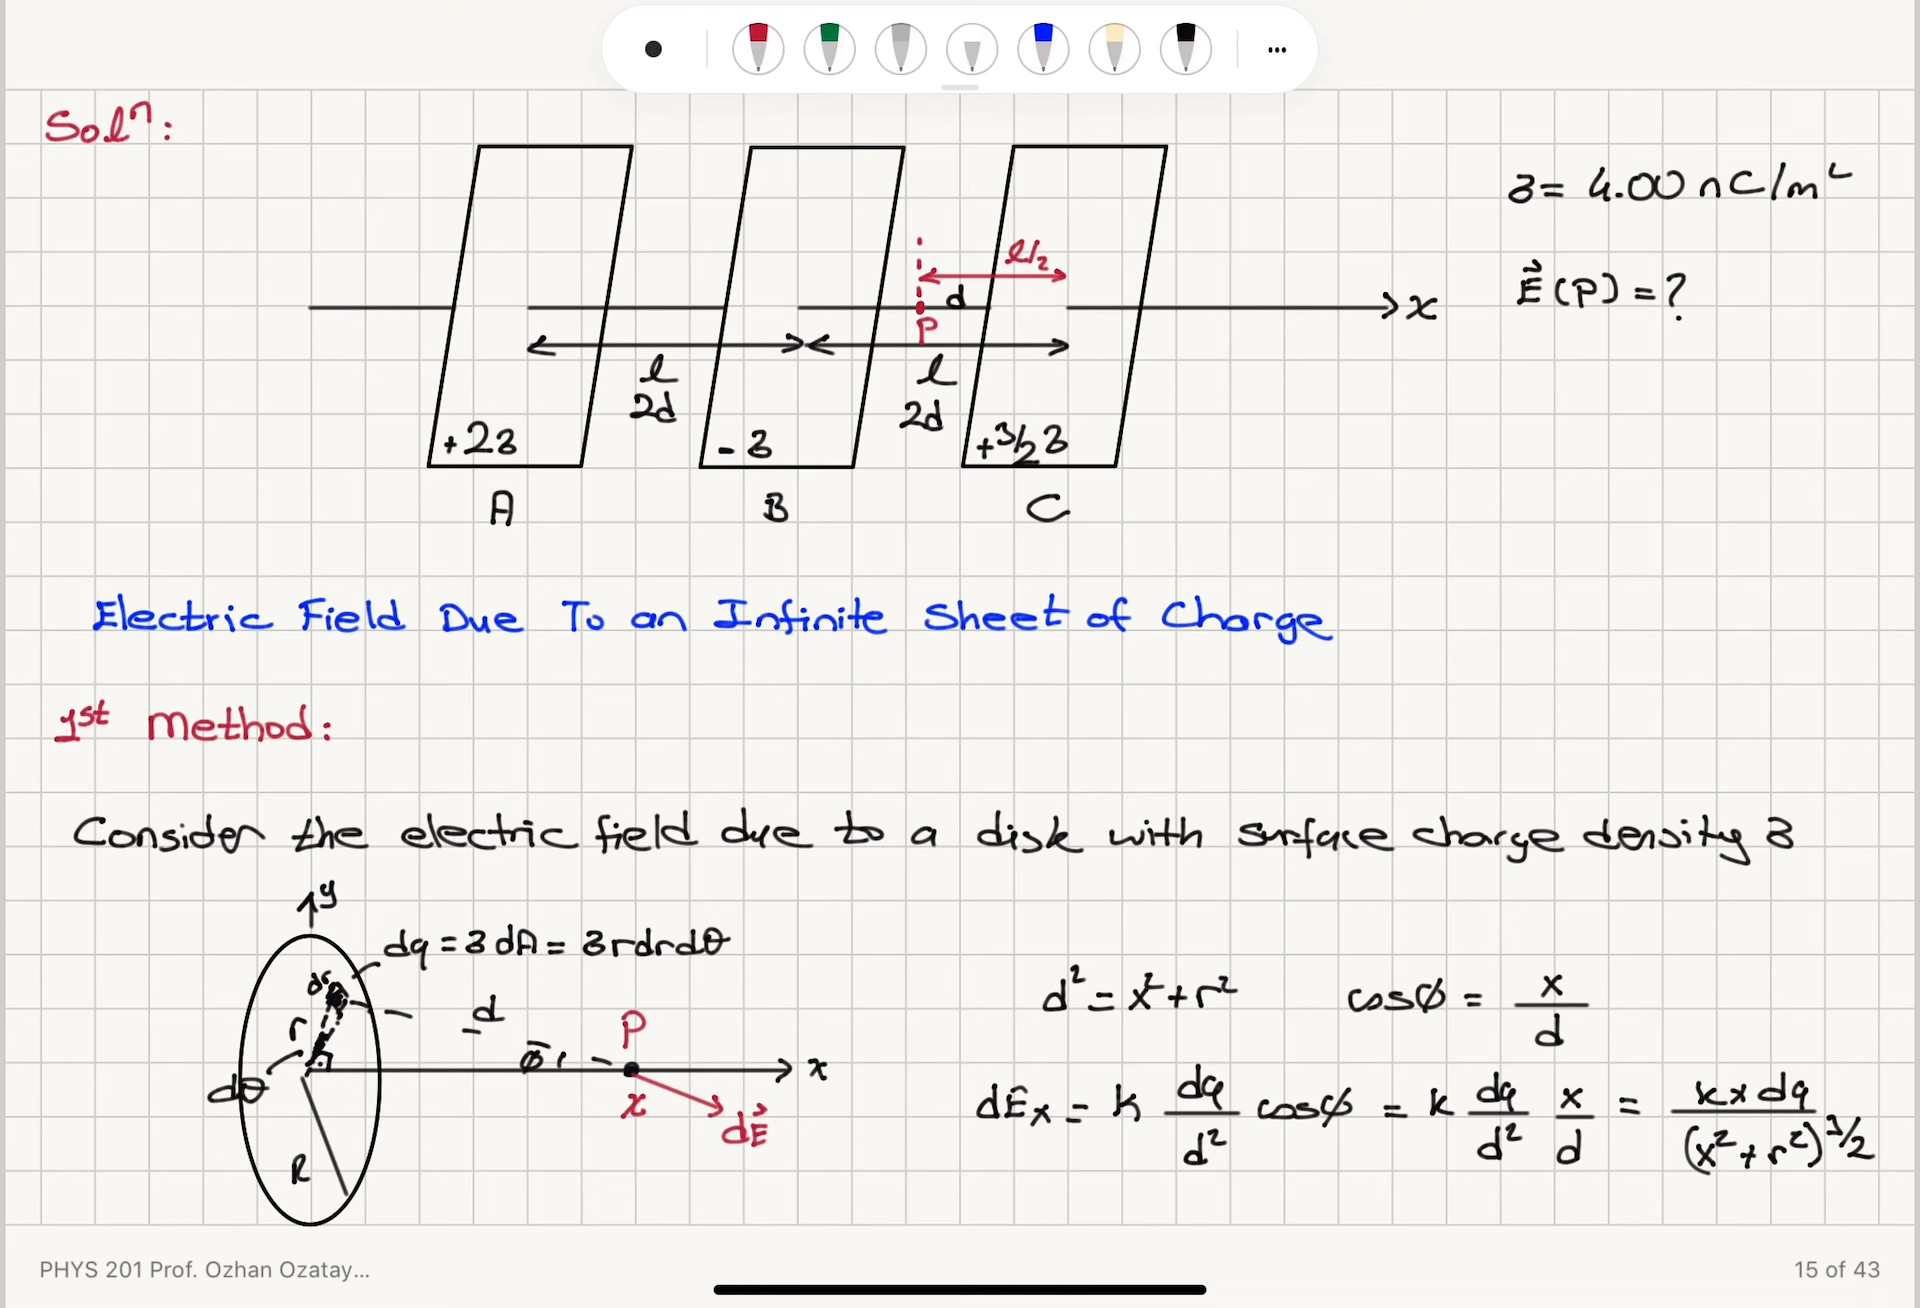 Solⁿ:
σ = 4.00 nC/m²
l/2
d
E⃗(P) = ?
x
P
l
l
2d
2d
+2σ
-σ
+3/2σ
A
B
C
Electric Field Due To an Infinite Sheet of Charge
1st Method:
Consider the electric field due to a disk with surface charge density σ
y
dq = σdA = σrdrdθ
dr
d
r
d² = x²+r²
cosϕ = x/d
P
ϕ
x
dθ
x
dE⃗
dEx = k dq/d² cosϕ = k dq/d² x/d = kxdq/(x²+r²)^3/2
R
PHYS 201 Prof. Ozhan Ozatay...
15 of 43